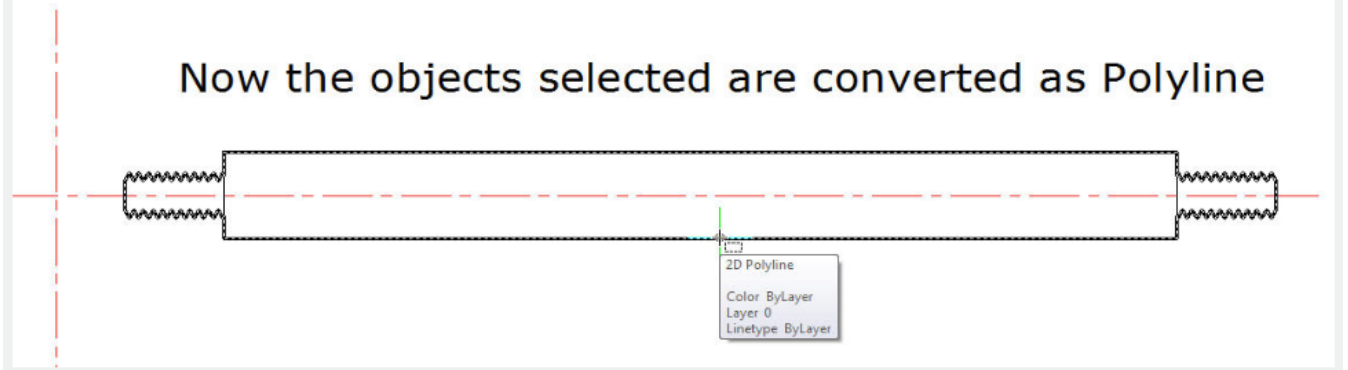 Now the objects selected are converted as Polyline
2D Polyline
Color ByLayer
Layer 0
Linetype ByLayer